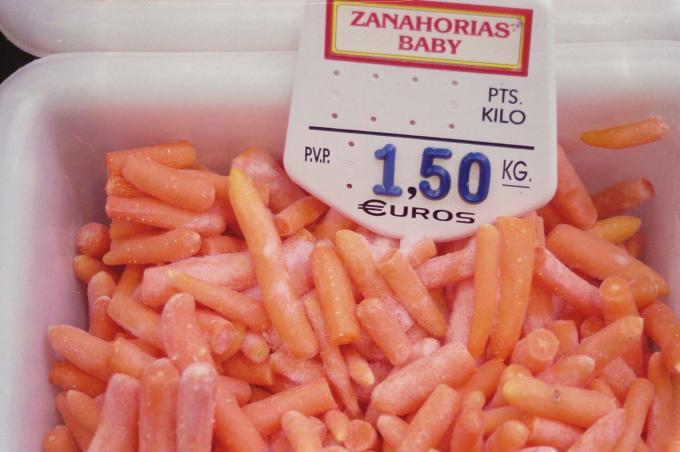 ZANAHORIAS
BABY
PTS.
KILO
P.V.P. 1,50 KG.
€UROS